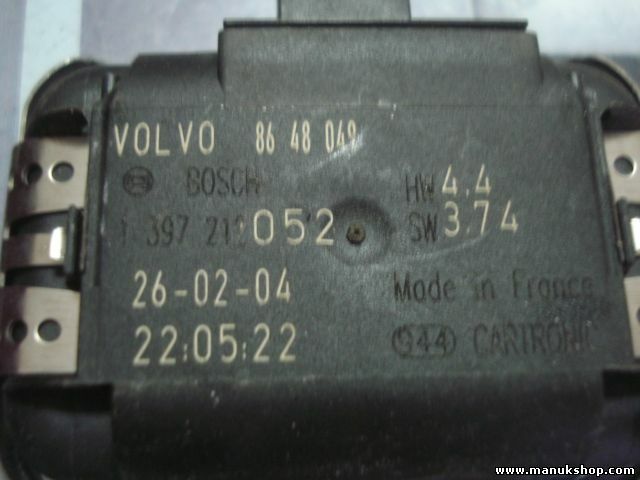 VOLVO 86 48 049
BOSCH HW 4.4
1 397 212 052 SW 3.74
26-02-04 Made in France
22:05:22 944 CARTRONIC
www.manukshop.com